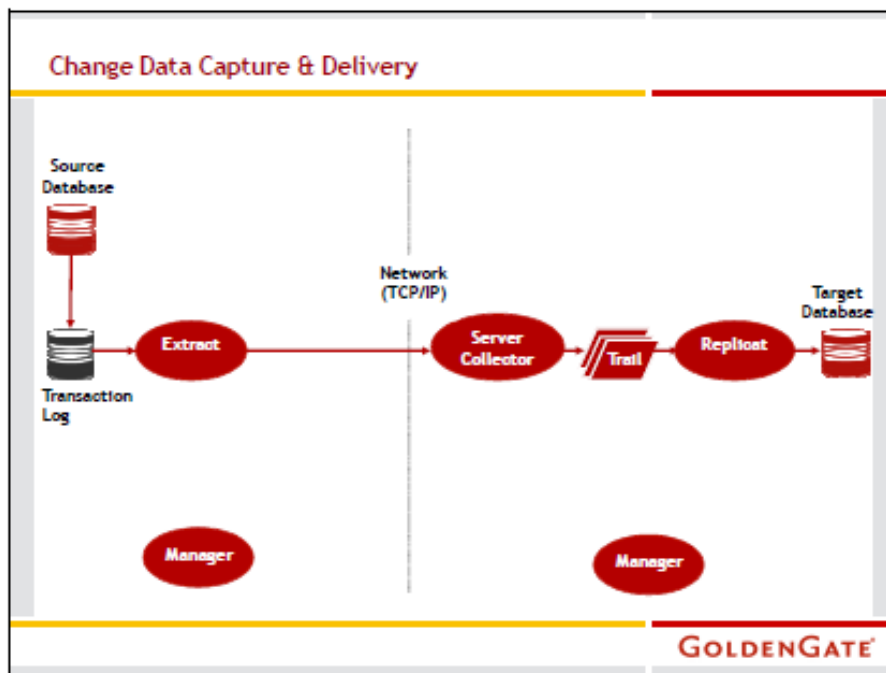 Change Data Capture & Delivery
Source
Database
Network
(TCP/IP)
Target
Database
Extract
Server
Collector
Trail
Replicat
Transaction
Log
Manager
Manager
GOLDENGATE